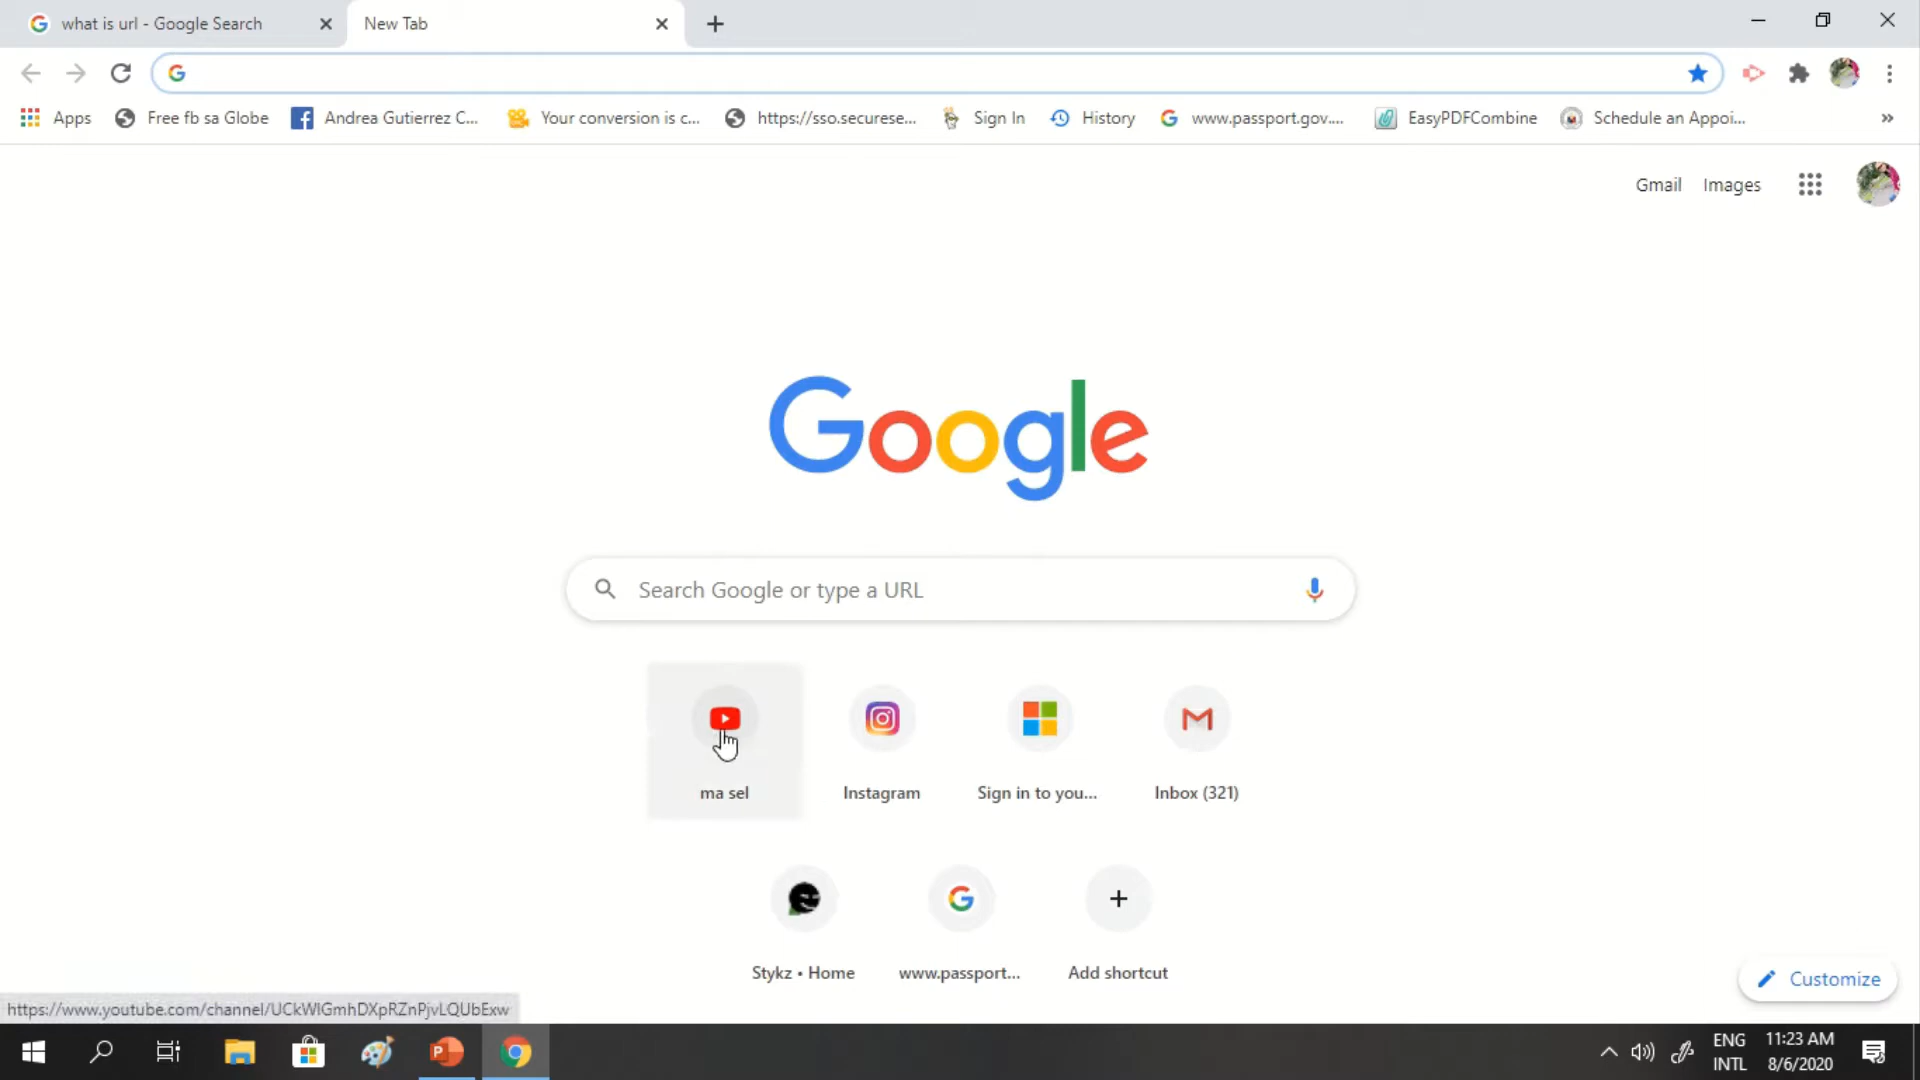 what is url - Google Search
New Tab
Apps
Free fb sa Globe
Andrea Gutierrez C...
Your conversion is c...
https://sso.securese...
Sign In
History
www.passport.gov....
EasyPDFCombine
Schedule an Appoi...
»
Gmail
Images
Google
Search Google or type a URL
ma sel
Instagram
Sign in to you...
Inbox (321)
Stykz • Home
www.passport...
Add shortcut
Customize
https://www.youtube.com/channel/UCkWIGmhDXpRZnPjvLQUbExw
ENG
INTL
11:23 AM
8/6/2020